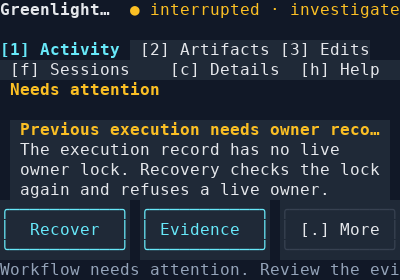 Greenlight… ● interrupted · investigate
[1] Activity [2] Artifacts [3] Edits
[f] Sessions [c] Details [h] Help
Needs attention
Previous execution needs owner reco…
The execution record has no live
owner lock. Recovery checks the lock
again and refuses a live owner.
Recover Evidence [.] More
Workflow needs attention. Review the evi